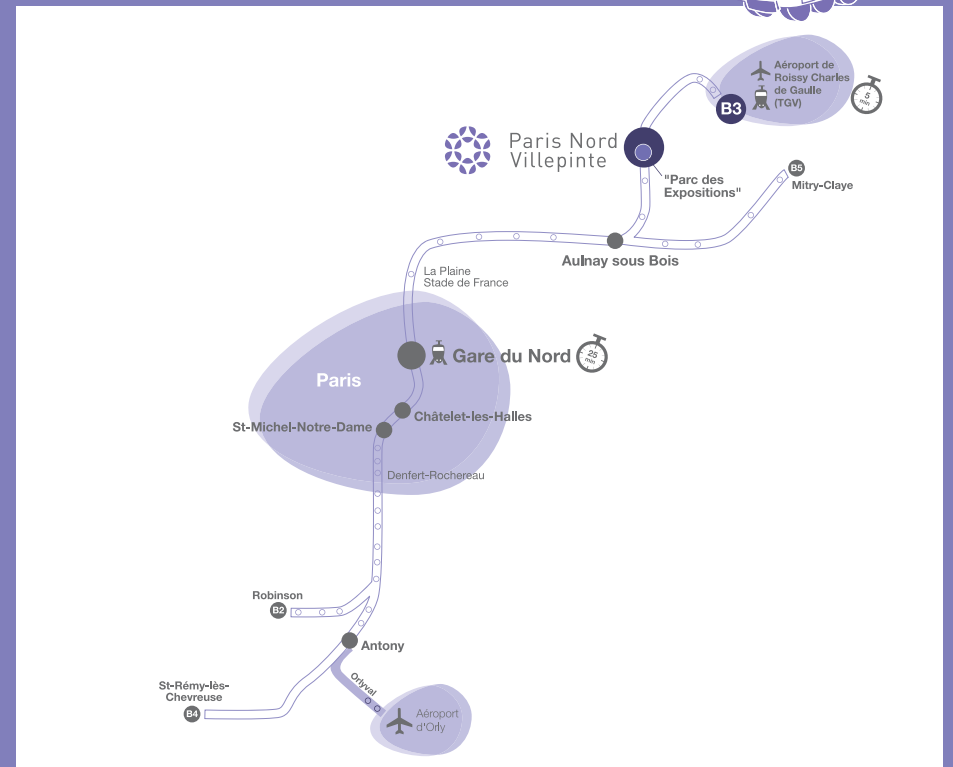 Aéroport de
Roissy Charles
de Gaulle
(TGV)
5
min
B3
Paris Nord
Villepinte
"Parc des
Expositions"
B5
Mitry-Claye
Aulnay sous Bois
La Plaine
Stade de France
Gare du Nord
25
min
Paris
Châtelet-les-Halles
St-Michel-Notre-Dame
Denfert-Rochereau
Robinson
B2
Antony
St-Rémy-lès-
Chevreuse
B4
Orlyval
Aéroport
d'Orly